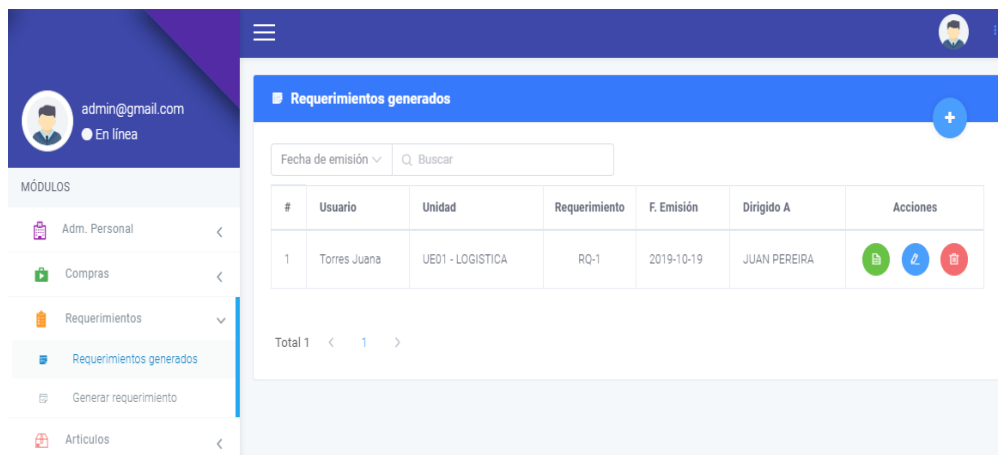 admin@gmail.com
En línea
MÓDULOS
Adm. Personal
Compras
Requerimientos
Requerimientos generados
Generar requerimiento
Articulos
Requerimientos generados
+
Fecha de emisión Buscar
# Usuario Unidad Requerimiento F. Emisión Dirigido A Acciones
1 Torres Juana UE01 - LOGISTICA RQ-1 2019-10-19 JUAN PEREIRA
Total 1 < 1 >